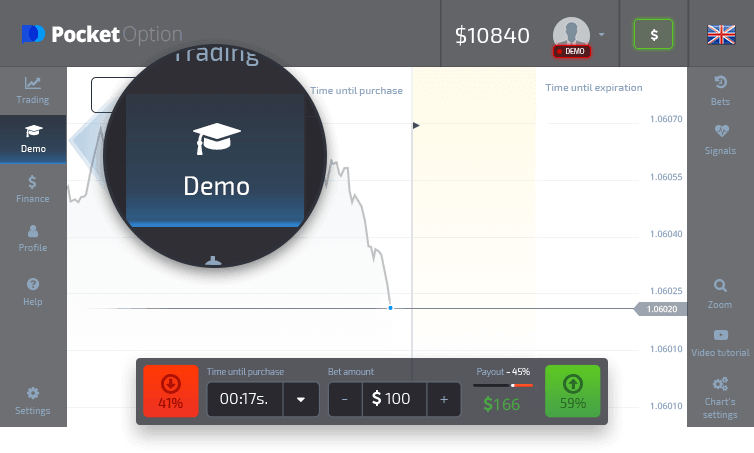 PocketOption
$10840
DEMO
$
Trading
Demo
Finance
Profile
Help
Settings
Trading
Demo
Time until purchase
Time until expiration
1.06070
1.06055
1.06040
1.06025
1.06020
1.06010
1.06010
Bets
Signals
Zoom
Video tutorial
Chart's
settings
41%
Time until purchase
00:17s.
Bet amount
- $ 100 +
Payout - 45%
$166
59%